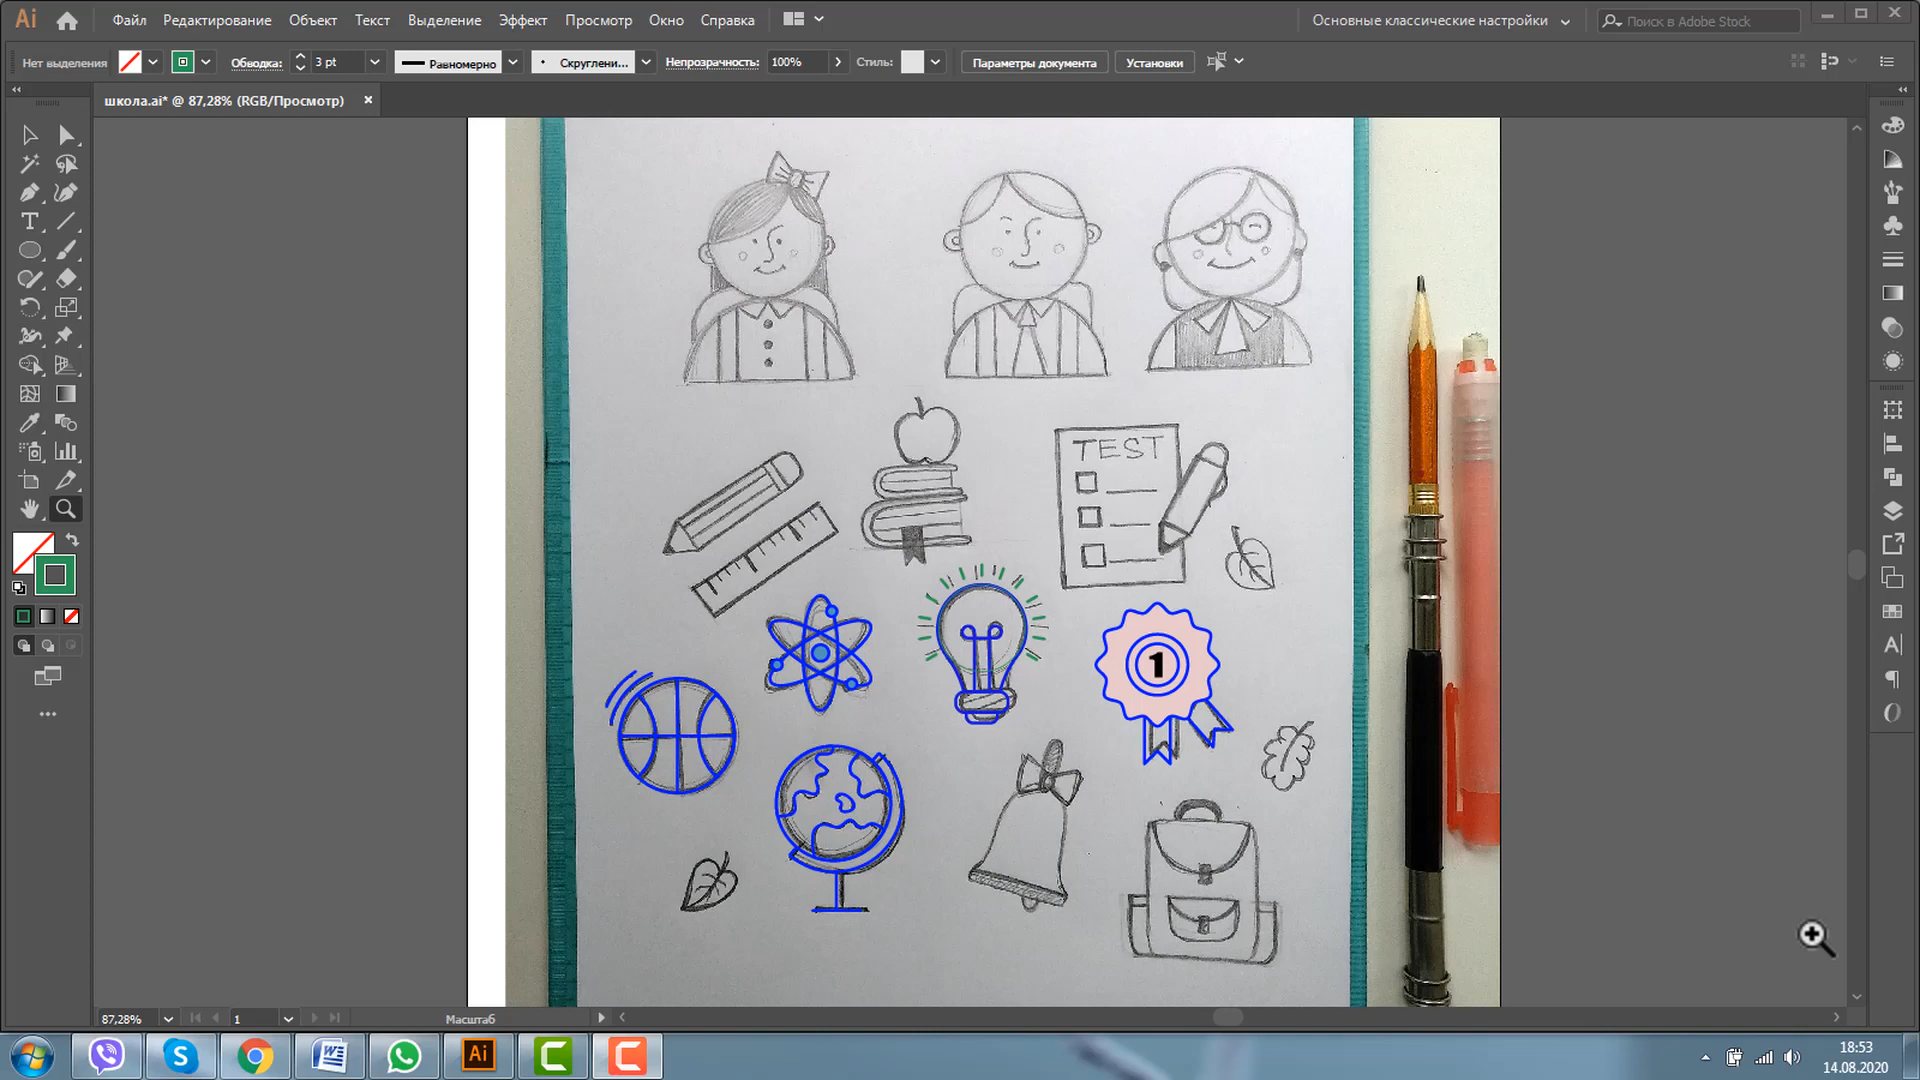 Ai Файл Редактирование Объект Текст Выделение Эффект Просмотр Окно Справка Основные классические настройки Поиск в Adobe Stock
Нет выделения Обводка: 3 pt Равномерно Скруглени... Непрозрачность: 100% Стиль: Параметры документа Установки
школа.ai* @ 87,28% (RGB/Просмотр) ×
TEST
1
87,28% 1 Масштаб
Ai
18:53
14.08.2020